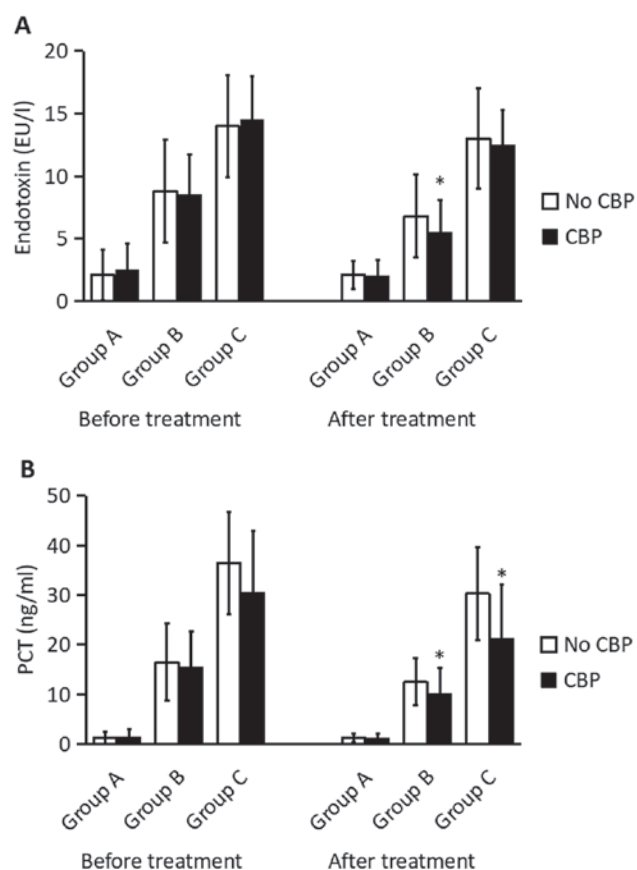 A
20
15
10
5
0
Endotoxin (EU/l)
*
No CBP
CBP
Group A
Group B
Group C
Group A
Group B
Group C
Before treatment
After treatment
B
50
40
30
20
10
0
PCT (ng/ml)
*
*
No CBP
CBP
Group A
Group B
Group C
Group A
Group B
Group C
Before treatment
After treatment